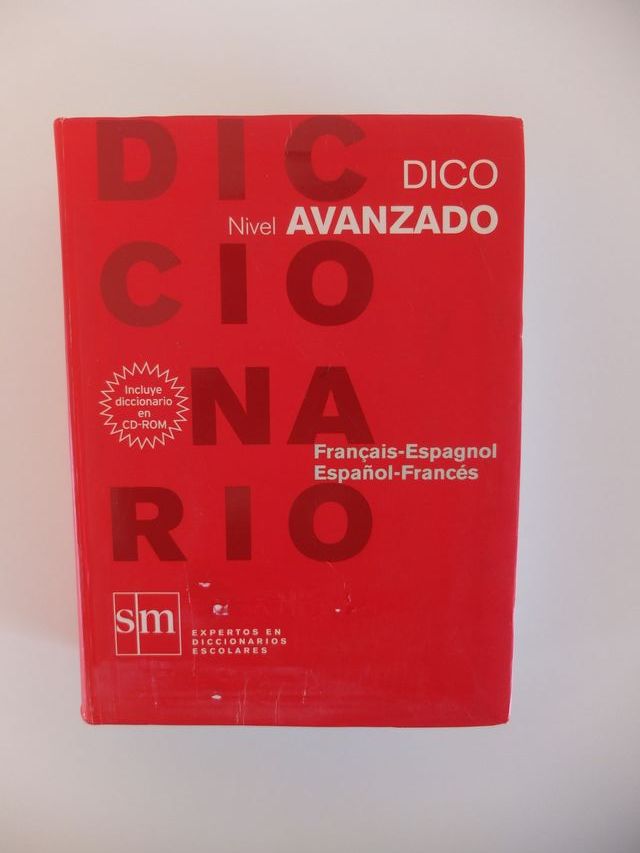 DIC
CIO
NA
RIO
DICO
Nivel AVANZADO
Incluye
diccionario
en
CD-ROM
Français-Espagnol
Español-Francés
sm
EXPERTOS EN
DICCIONARIOS
ESCOLARES